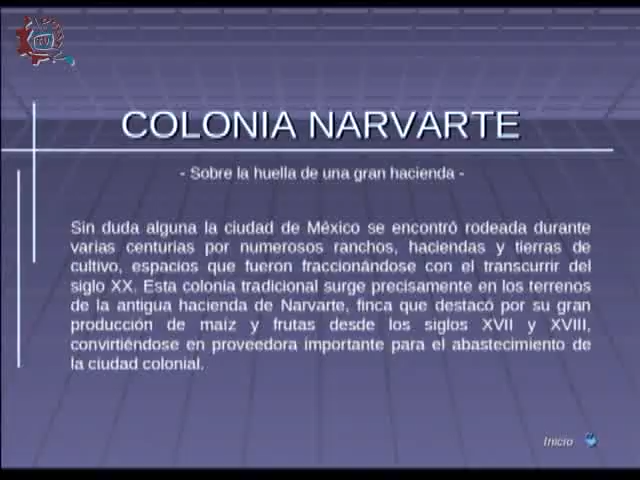 TV
COLONIA NARVARTE
- Sobre la huella de una gran hacienda -
Sin duda alguna la ciudad de México se encontró rodeada durante
varias centurias por numerosos ranchos, haciendas y tierras de
cultivo, espacios que fueron fraccionándose con el transcurrir del
siglo XX. Esta colonia tradicional surge precisamente en los terrenos
de la antigua hacienda de Narvarte, finca que destacó por su gran
producción de maíz y frutas desde los siglos XVII y XVIII,
convirtiéndose en proveedora importante para el abastecimiento de
la ciudad colonial.
Inicio